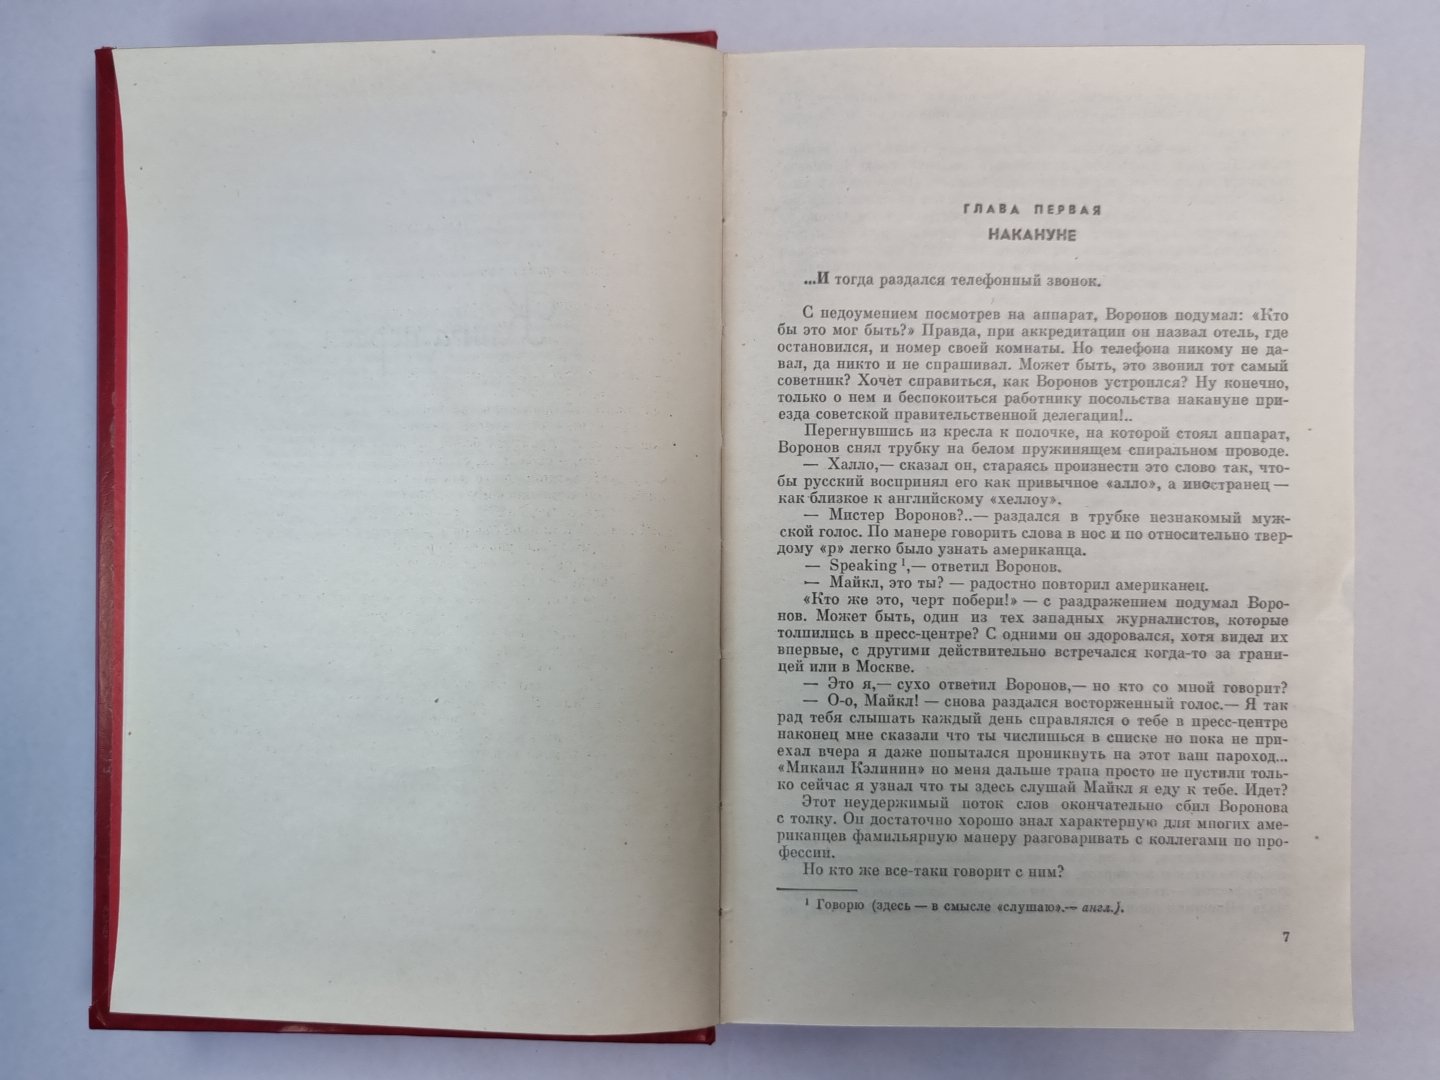 ГЛАВА ПЕРВАЯ
НАКАНУНЕ
...И тогда раздался телефонный звонок.
С недоумением посмотрев на аппарат, Воронов подумал: «Кто
бы это мог быть?» Правда, при аккредитации он назвал отель, где
остановился, и номер своей комнаты. Но телефона никому не да-
вал, да никто и не спрашивал. Может быть, это звонил тот самый
советник? Хочет справиться, как Воронов устроился? Ну конечно,
только о нем и беспокоиться работнику посольства накануне при-
езда советской правительственной делегации!..
Перегнувшись из кресла к полочке, на которой стоял аппарат,
Воронов снял трубку на белом пружинящем спиральном проводе.
— Халло,— сказал он, стараясь произнести это слово так, что-
бы русский воспринял его как привычное «алло», а иностранец —
как близкое к английскому «хеллоу».
— Мистер Воронов?..— раздался в трубке незнакомый муж-
ской голос. По манере говорить слова в нос и по относительно твер-
дому «р» легко было узнать американца.
— Speaking ¹,— ответил Воронов.
— Майкл, это ты? — радостно повторил американец.
«Кто же это, черт побери!» — с раздражением подумал Воро-
нов. Может быть, один из тех западных журналистов, которые
толпились в пресс-центре? С одними он здоровался, хотя видел их
впервые, с другими действительно встречался когда-то за грани-
цей или в Москве.
— Это я,— сухо ответил Воронов,— но кто со мной говорит?
— О-о, Майкл! — снова раздался восторженный голос.— Я так
рад тебя слышать каждый день справлялся о тебе в пресс-центре
наконец мне сказали что ты числишься в списке но пока не при-
ехал вчера я даже попытался проникнуть на этот ваш пароход...
«Микаил Кэлинин» но меня дальше трапа просто не пустили толь-
ко сейчас я узнал что ты здесь слушай Майкл я еду к тебе. Идет?
Этот неудержимый поток слов окончательно сбил Воронова
с толку. Он достаточно хорошо знал характерную для многих аме-
риканцев фамильярную манеру разговаривать с коллегами по про-
фессии.
Но кто же все-таки говорит с ним?
¹ Говорю (здесь — в смысле «слушаю».— англ.).
7